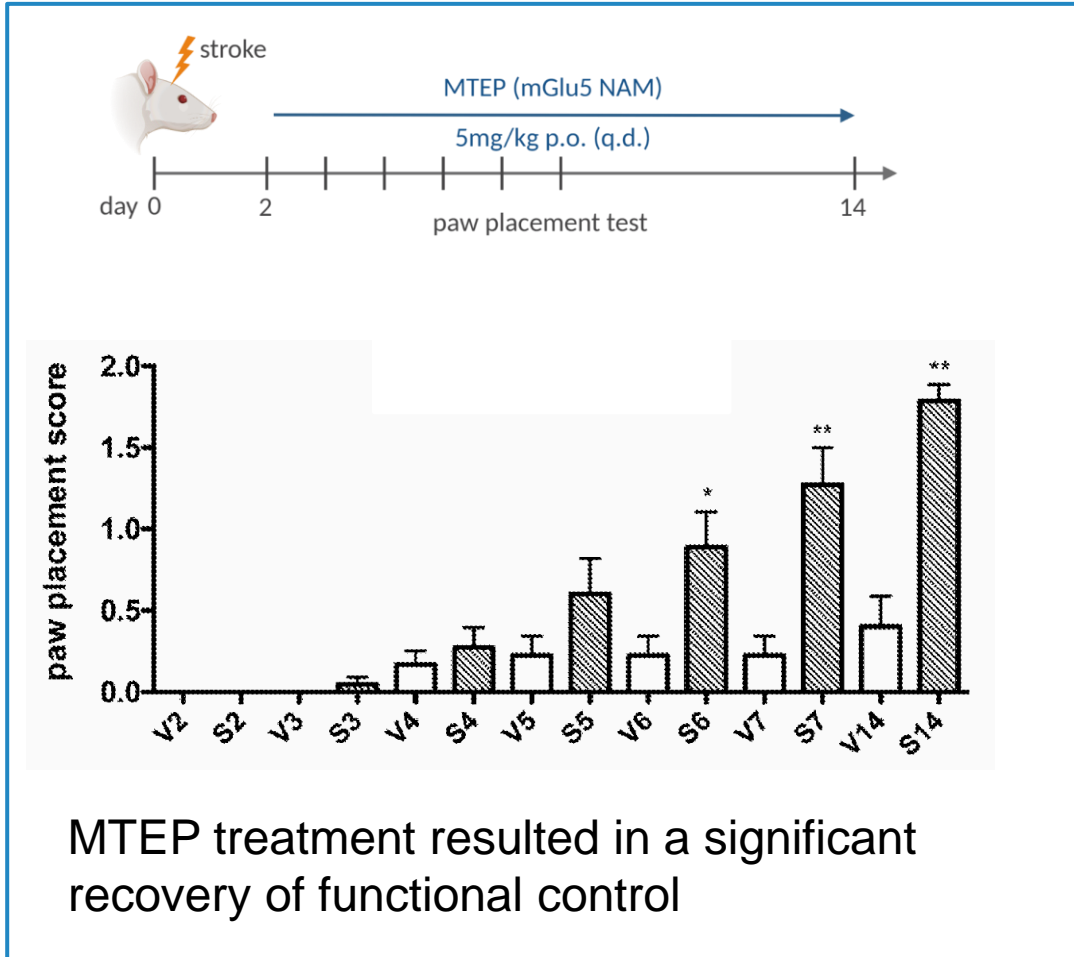 stroke
MTEP (mGlu5 NAM)
5mg/kg p.o. (q.d.)
day 0 2 14
paw placement test
paw placement score
2.0
1.5
1.0
0.5
0.0
*
**
**
V2 S2 V3 S3 V4 S4 V5 S5 V6 S6 V7 S7 V14 S14
MTEP treatment resulted in a significant
recovery of functional control